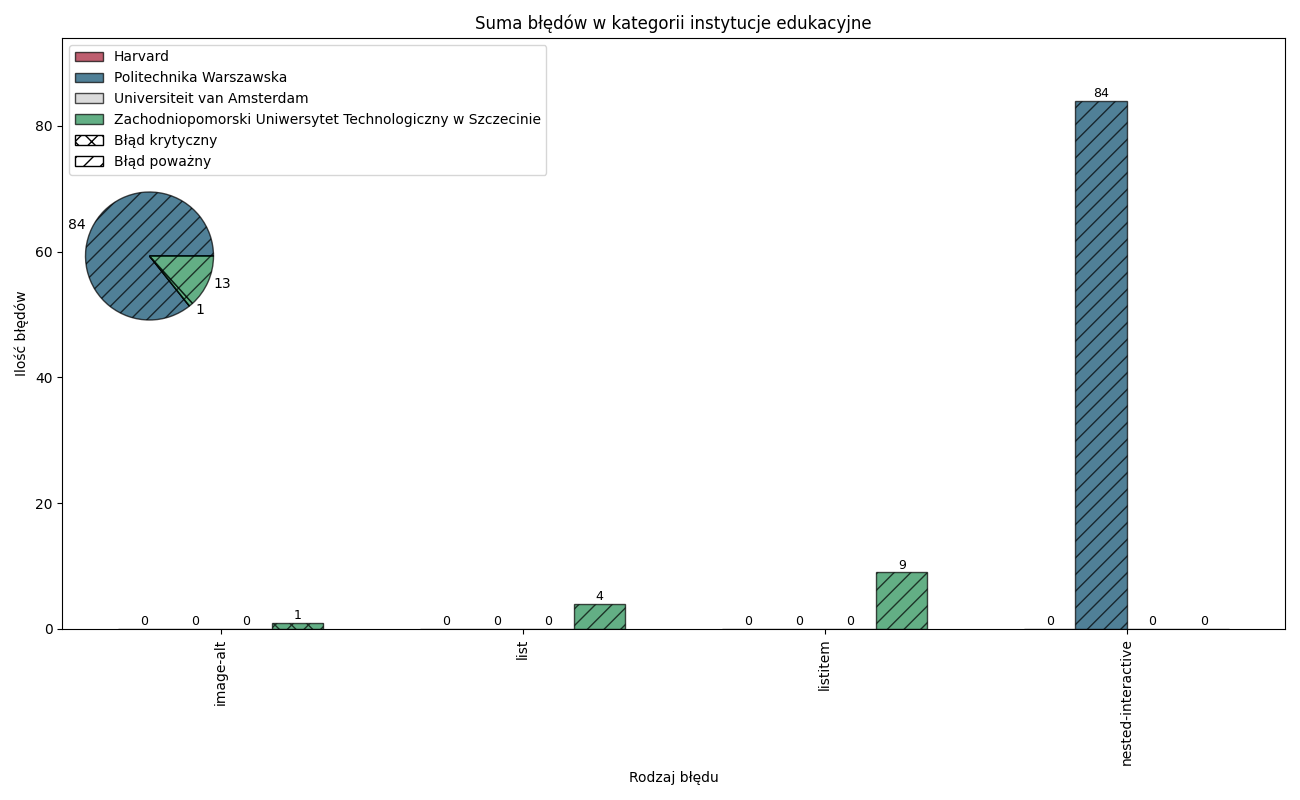 Suma błędów w kategorii instytucje edukacyjne
Harvard
Politechnika Warszawska
Universiteit van Amsterdam
Zachodniopomorski Uniwersytet Technologiczny w Szczecinie
Błąd krytyczny
Błąd poważny
84
13
1
Ilość błędów
80
60
40
20
0
0 0 0 1
0 0 0 4
0 0 0 9
0 84 0 0
image-alt
list
listitem
nested-interactive
Rodzaj błędu